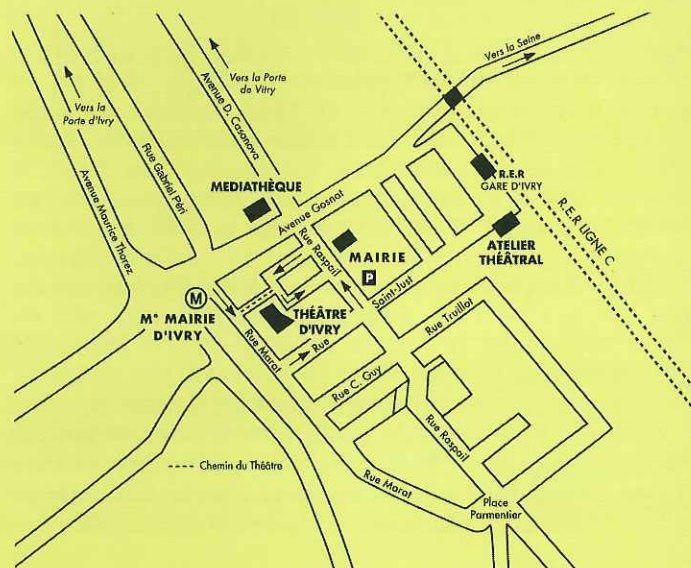 Vers la Seine
Vers la
Porte d'Ivry
Vers la Porte
de Vitry
Avenue D. Casanova
Rue Gabriel Péri
Avenue Maurice Thorez
MEDIATHÈQUE
Avenue Gosnat
R.E.R
GARE D'IVRY
R.E.R LIGNE C
Rue Raspail
MAIRIE
P
ATELIER
THÉÂTRAL
M
M° MAIRIE
D'IVRY
THÉÂTRE
D'IVRY
Rue Saint-Just
Rue Truillot
Rue Marat
Rue C. Guy
Rue Raspail
---- Chemin du Théâtre
Rue Marat
Place
Parmentier